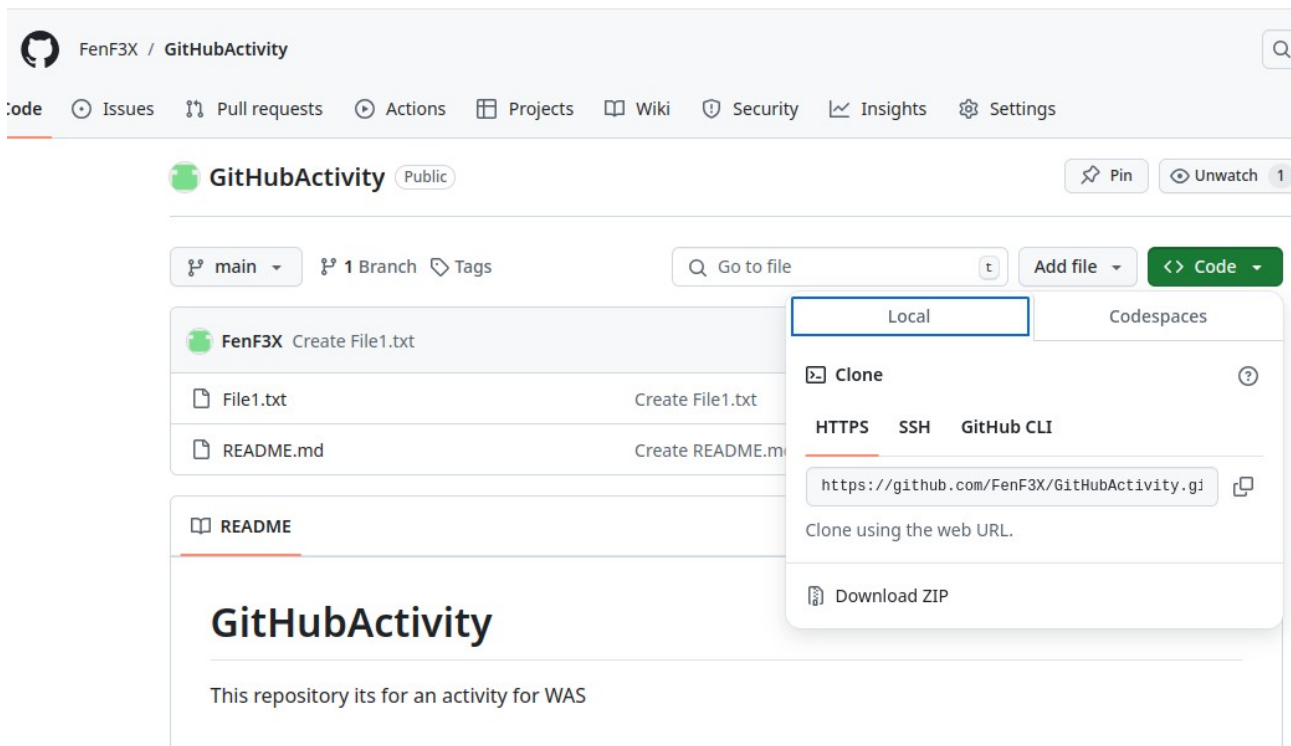 FenF3X / GitHubActivity
Code Issues Pull requests Actions Projects Wiki Security Insights Settings
GitHubActivity Public Pin Unwatch 1
main 1 Branch Tags Go to file t Add file Code
Local Codespaces
FenF3X Create File1.txt
Clone
File1.txt Create File1.txt
HTTPS SSH GitHub CLI
README.md Create README.m
https://github.com/FenF3X/GitHubActivity.gi
README
Clone using the web URL.
Download ZIP
GitHubActivity
This repository its for an activity for WAS